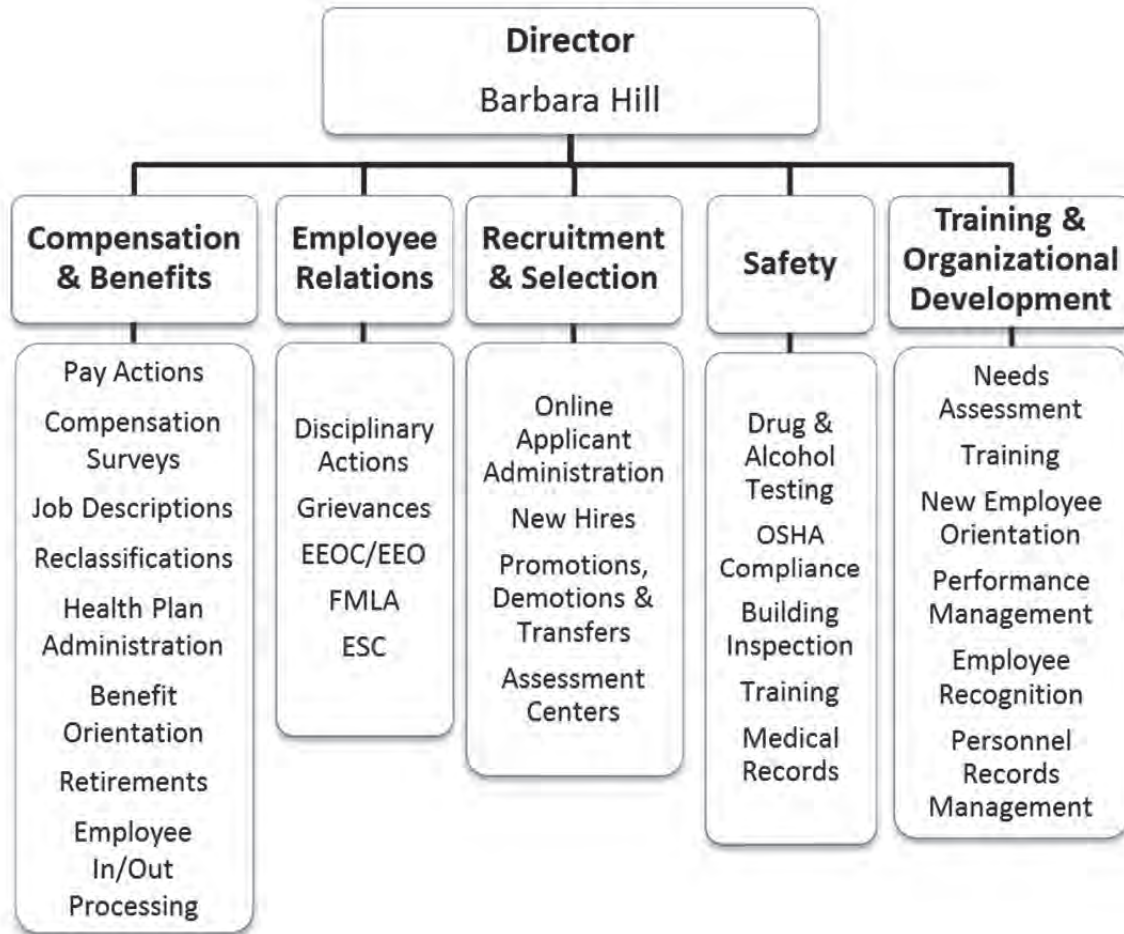 Director
Barbara Hill
Compensation
& Benefits
Pay Actions
Compensation
Surveys
Job Descriptions
Reclassifications
Health Plan
Administration
Benefit
Orientation
Retirements
Employee
In/Out
Processing
Employee
Relations
Disciplinary
Actions
Grievances
EEOC/EEO
FMLA
ESC
Recruitment
& Selection
Online
Applicant
Administration
New Hires
Promotions,
Demotions &
Transfers
Assessment
Centers
Safety
Drug &
Alcohol
Testing
OSHA
Compliance
Building
Inspection
Training
Medical
Records
Training &
Organizational
Development
Needs
Assessment
Training
New Employee
Orientation
Performance
Management
Employee
Recognition
Personnel
Records
Management